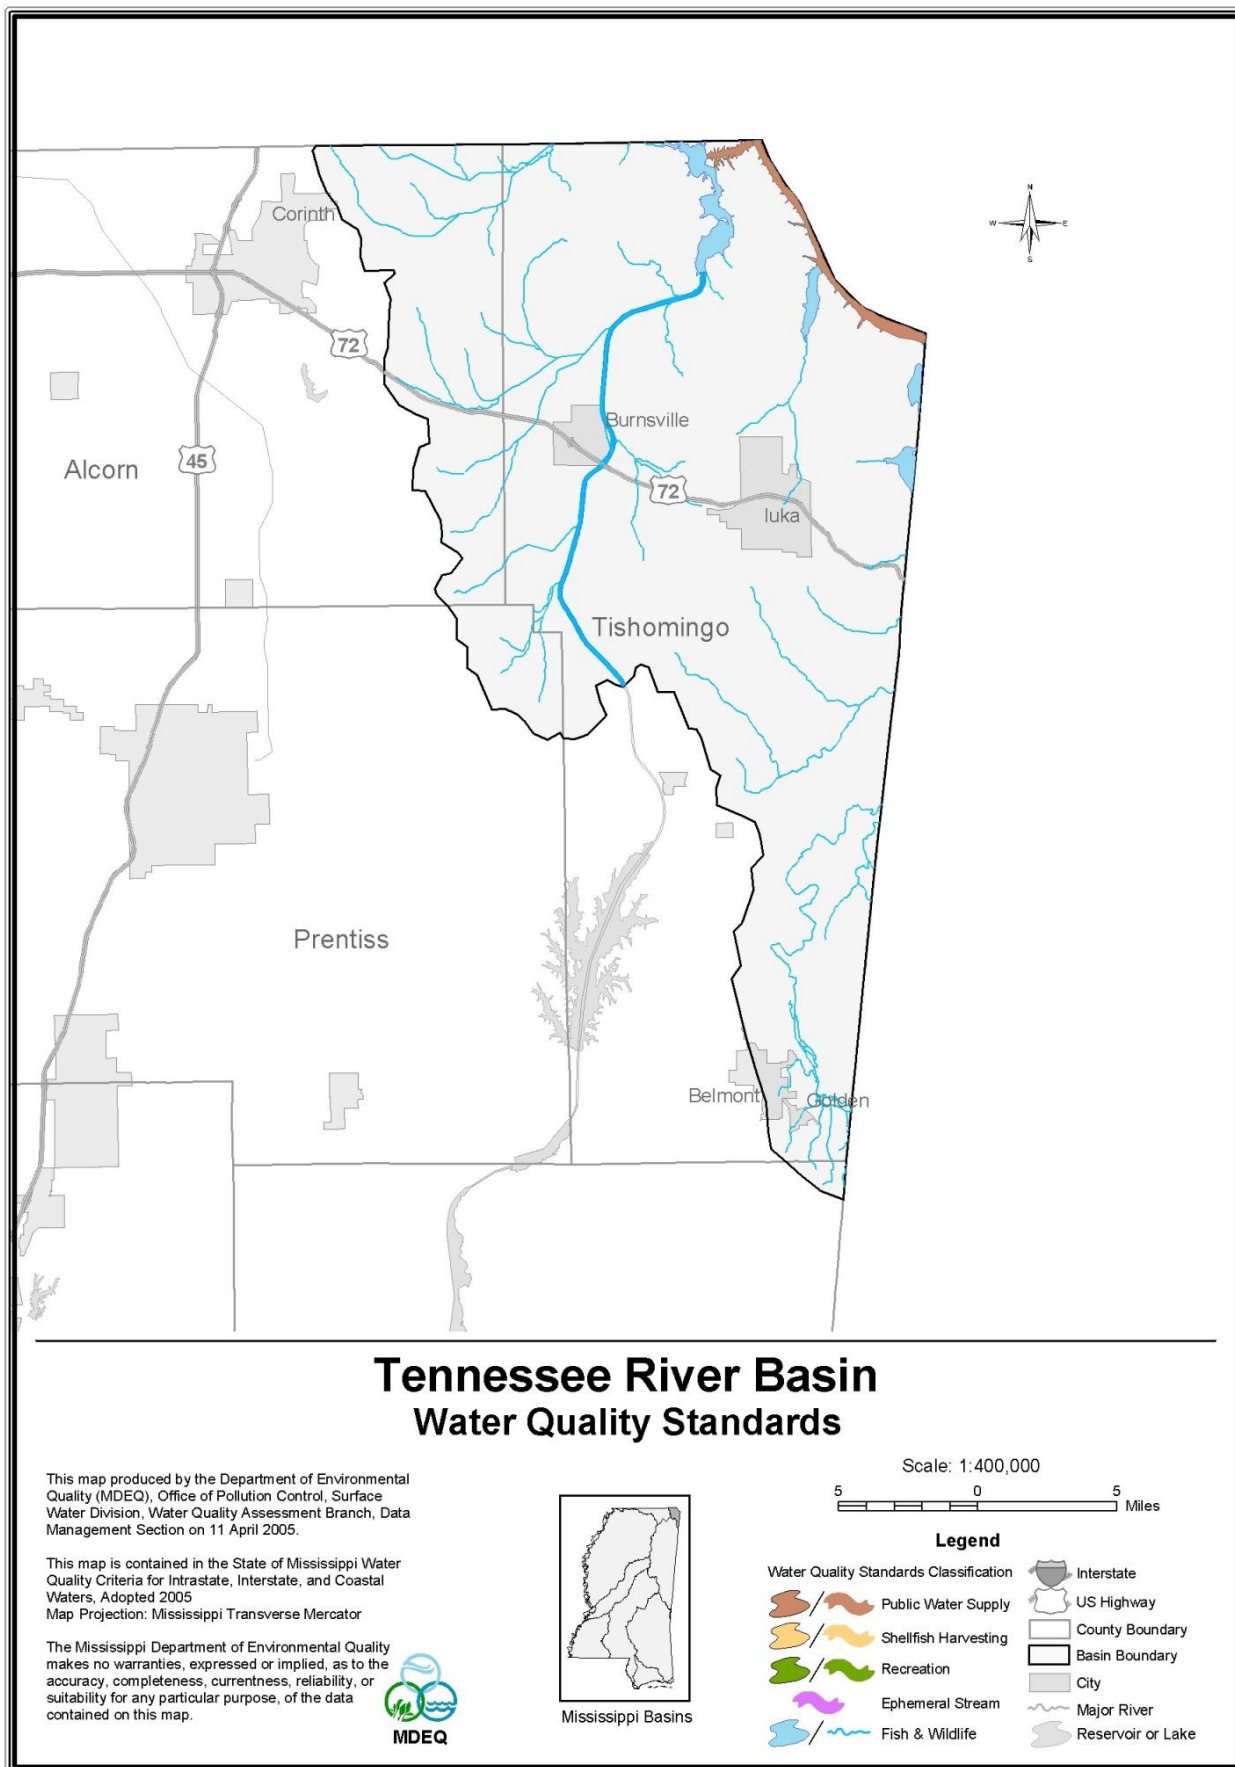 N
W E
S
Corinth
72
Burnsville
45
Alcorn
72
Iuka
Tishomingo
Prentiss
Belmont
Golden
Tennessee River Basin
Water Quality Standards
This map produced by the Department of Environmental
Quality (MDEQ), Office of Pollution Control, Surface
Water Division, Water Quality Assessment Branch, Data
Management Section on 11 April 2005.
This map is contained in the State of Mississippi Water
Quality Criteria for Intrastate, Interstate, and Coastal
Waters, Adopted 2005
Map Projection: Mississippi Transverse Mercator
The Mississippi Department of Environmental Quality
makes no warranties, expressed or implied, as to the
accuracy, completeness, currentness, reliability, or
suitability for any particular purpose, of the data
contained on this map.
MDEQ
Mississippi Basins
Scale: 1:400,000
5 0 5
Miles
Legend
Water Quality Standards Classification
Public Water Supply
Shellfish Harvesting
Recreation
Ephemeral Stream
Fish & Wildlife
Interstate
US Highway
County Boundary
Basin Boundary
City
Major River
Reservoir or Lake